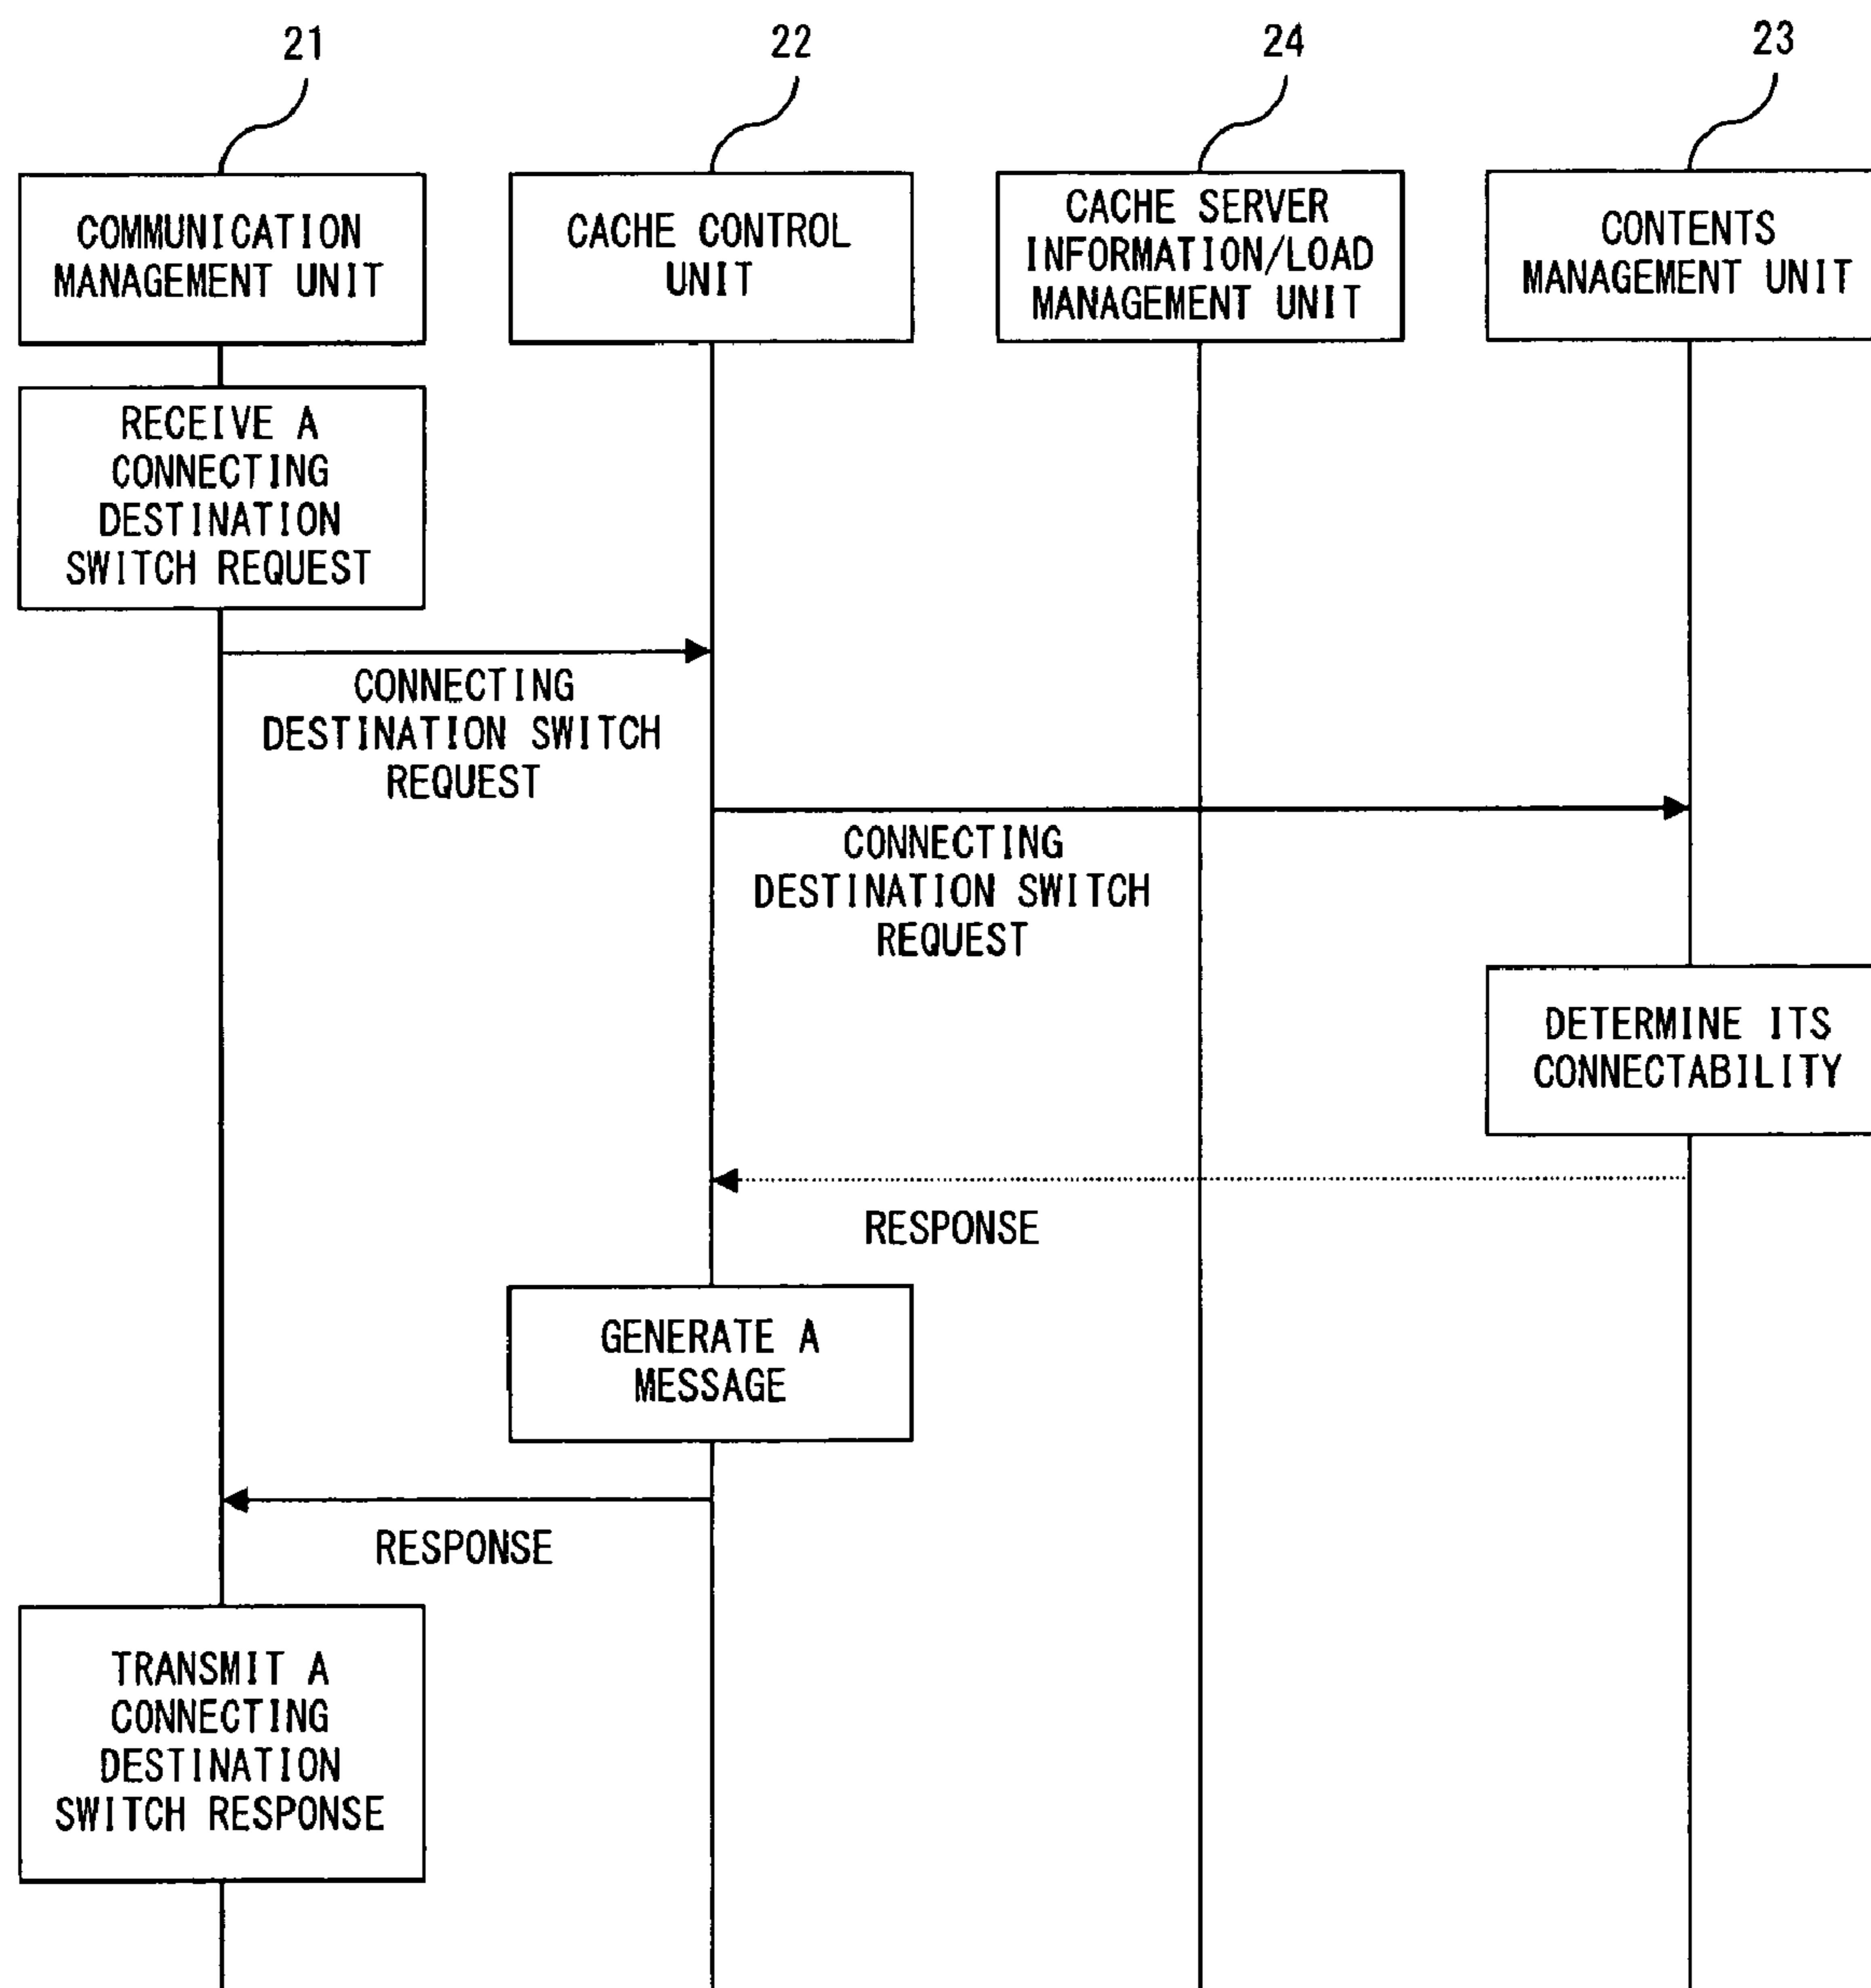 21
22
24
23
COMMUNICATION
MANAGEMENT UNIT
CACHE CONTROL
UNIT
CACHE SERVER
INFORMATION/LOAD
MANAGEMENT UNIT
CONTENTS
MANAGEMENT UNIT
RECEIVE A
CONNECTING
DESTINATION
SWITCH REQUEST
CONNECTING
DESTINATION SWITCH
REQUEST
CONNECTING
DESTINATION SWITCH
REQUEST
DETERMINE ITS
CONNECTABILITY
RESPONSE
GENERATE A
MESSAGE
RESPONSE
TRANSMIT A
CONNECTING
DESTINATION
SWITCH RESPONSE